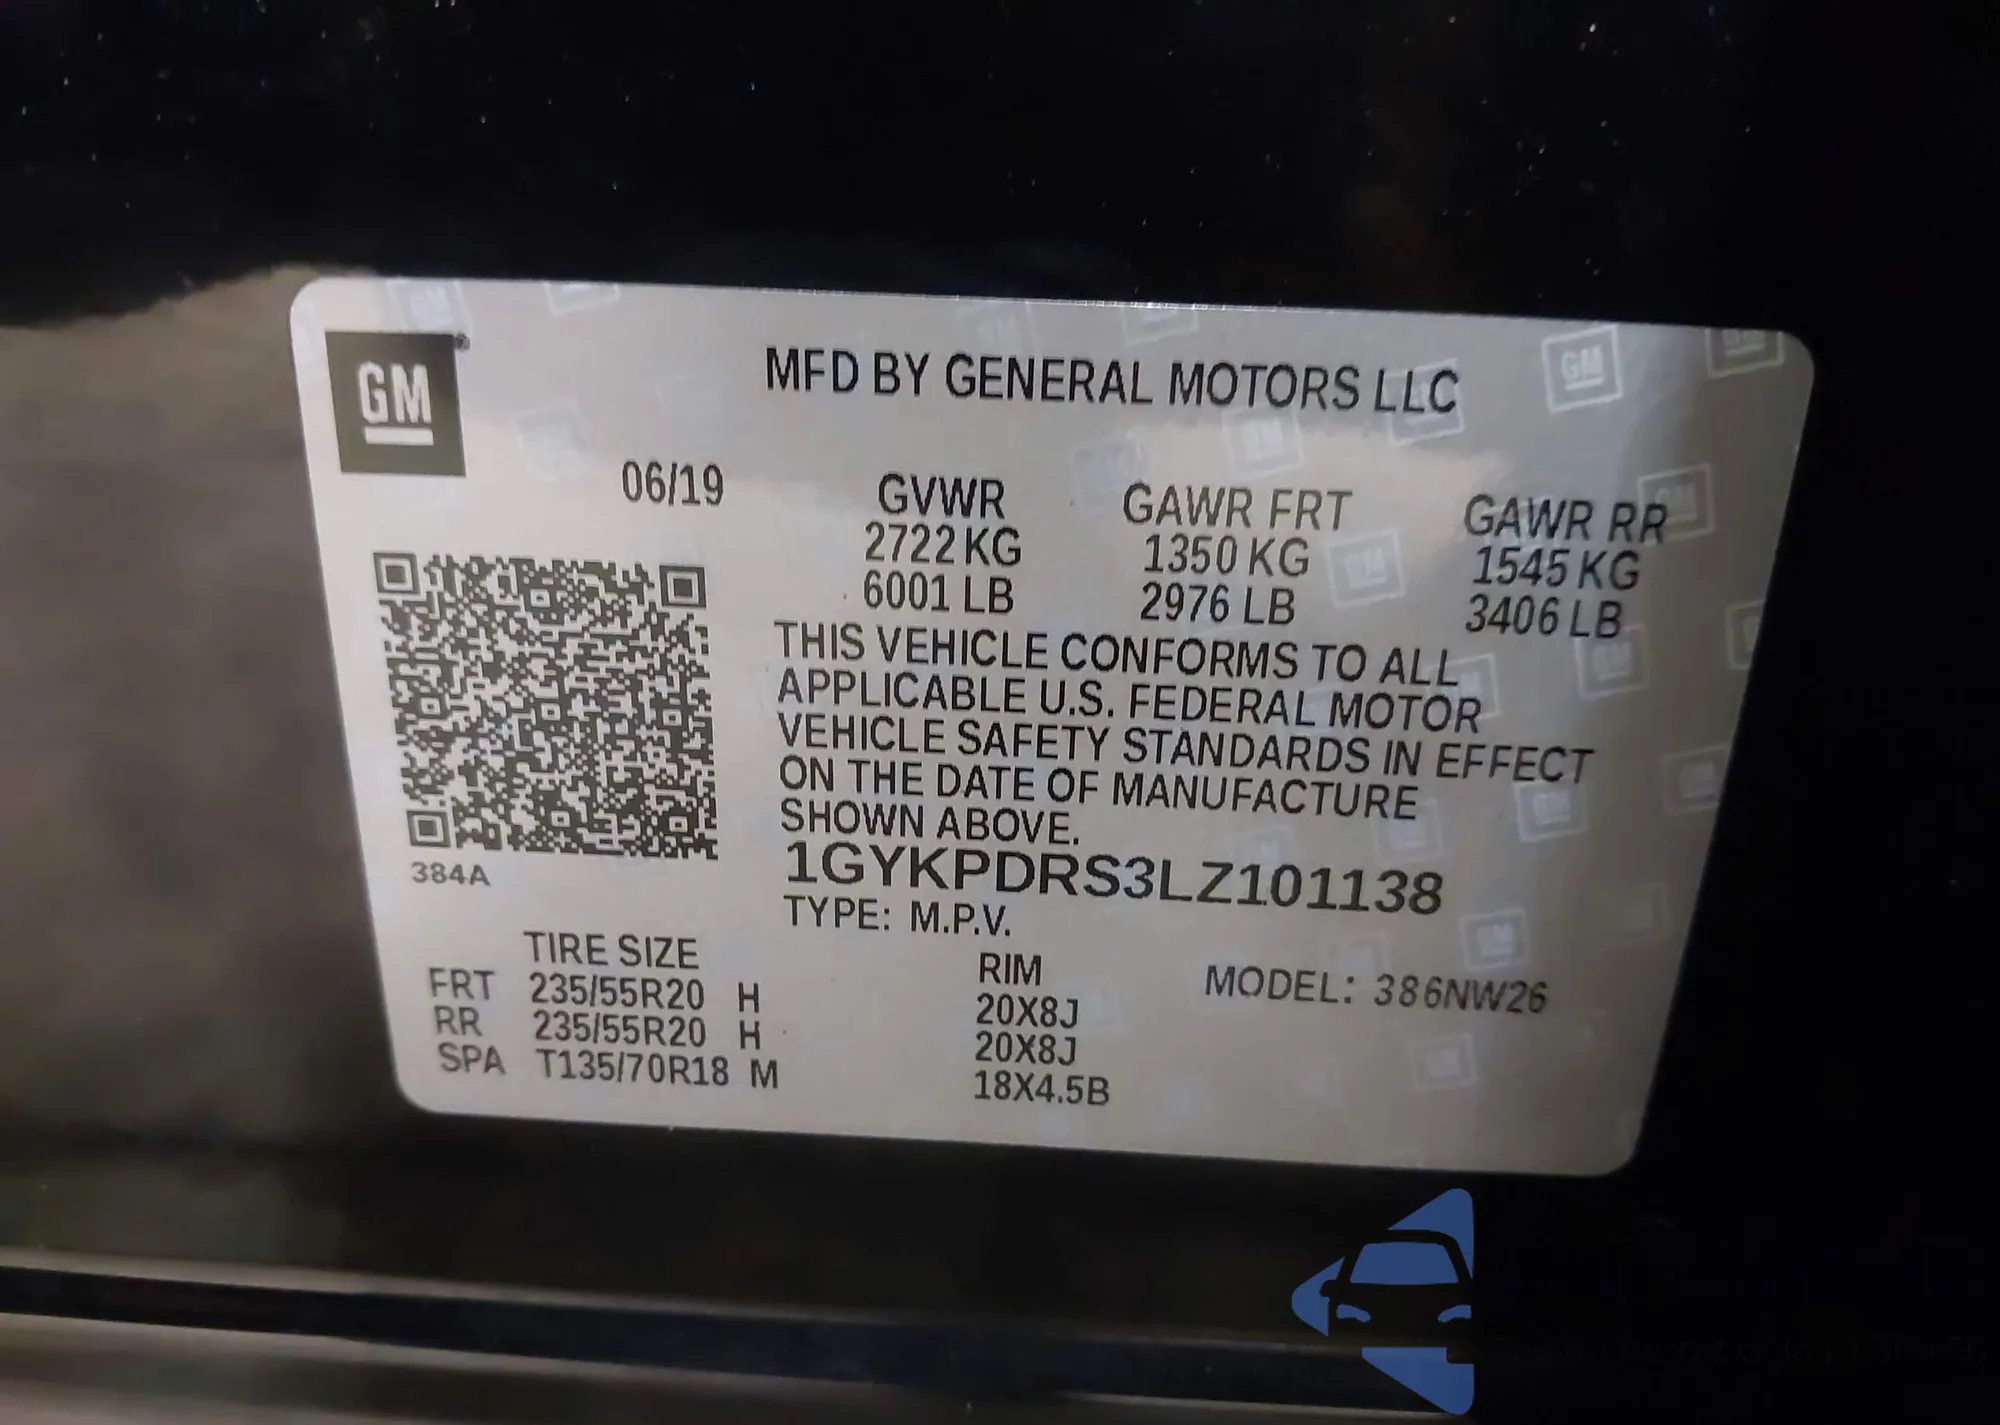 GM
MFD BY GENERAL MOTORS LLC
06/19
GVWR GAWR FRT GAWR RR
2722 KG 1350 KG 1545 KG
6001 LB 2976 LB 3406 LB
THIS VEHICLE CONFORMS TO ALL
APPLICABLE U.S. FEDERAL MOTOR
VEHICLE SAFETY STANDARDS IN EFFECT
ON THE DATE OF MANUFACTURE
SHOWN ABOVE.
384A
1GYKPDRS3LZ101138
TYPE: M.P.V.
TIRE SIZE RIM MODEL: 386NW26
FRT 235/55R20 H 20X8J
RR 235/55R20 H 20X8J
SPA T135/70R18 M 18X4.5B